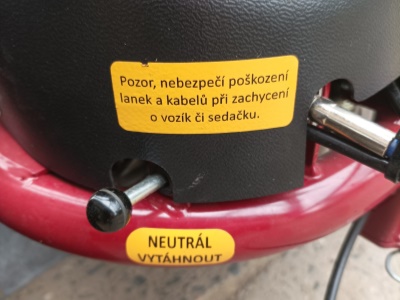 Pozor, nebezpečí poškození
lanek a kabelů při zachycení
o vozík či sedačku.
NEUTRÁL
VYTÁHNOUT